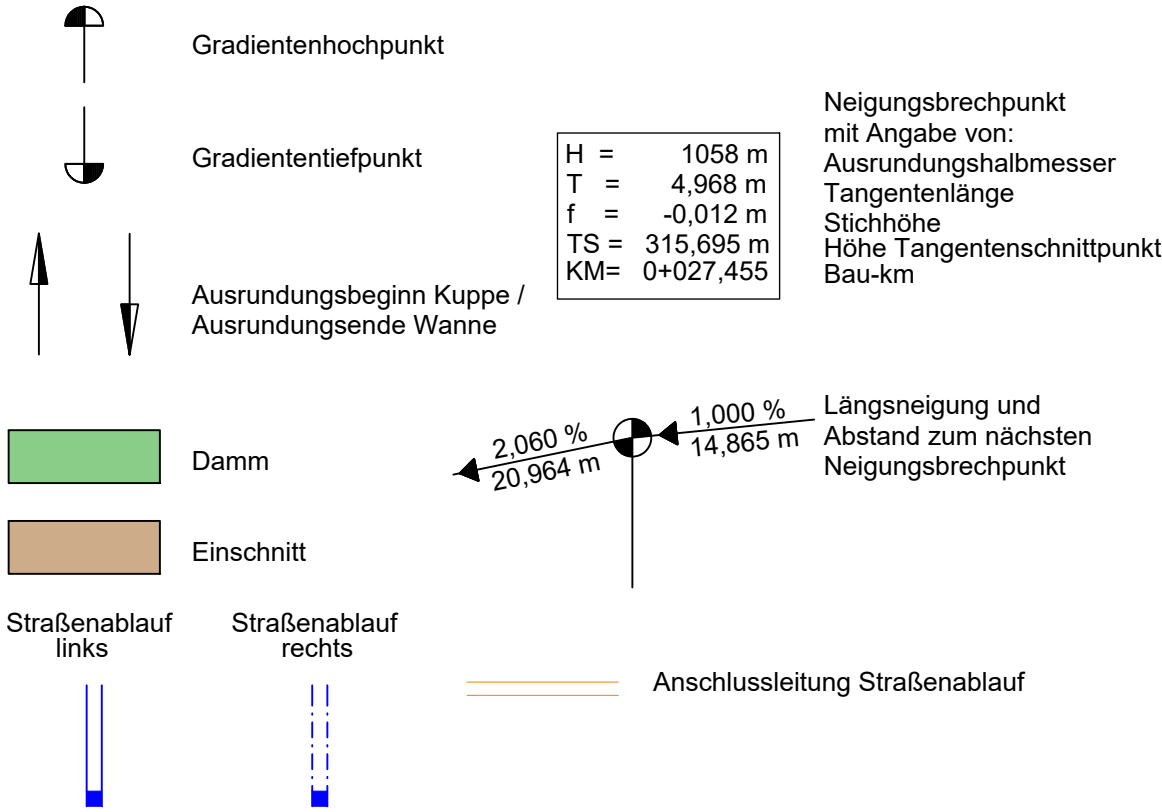 Gradientenhochpunkt
Gradiententiefpunkt
Ausrundungsbeginn Kuppe /
Ausrundungsende Wanne
H = 1058 m
T = 4,968 m
f = -0,012 m
TS = 315,695 m
KM= 0+027,455
Neigungsbrechpunkt
mit Angabe von:
Ausrundungshalbmesser
Tangentenlänge
Stichhöhe
Höhe Tangentenschnittpunkt
Bau-km
Damm
Einschnitt
2,060 %
20,964 m
1,000 %
14,865 m
Längsneigung und
Abstand zum nächsten
Neigungsbrechpunkt
Straßenablauf
links
Straßenablauf
rechts
Anschlussleitung Straßenablauf